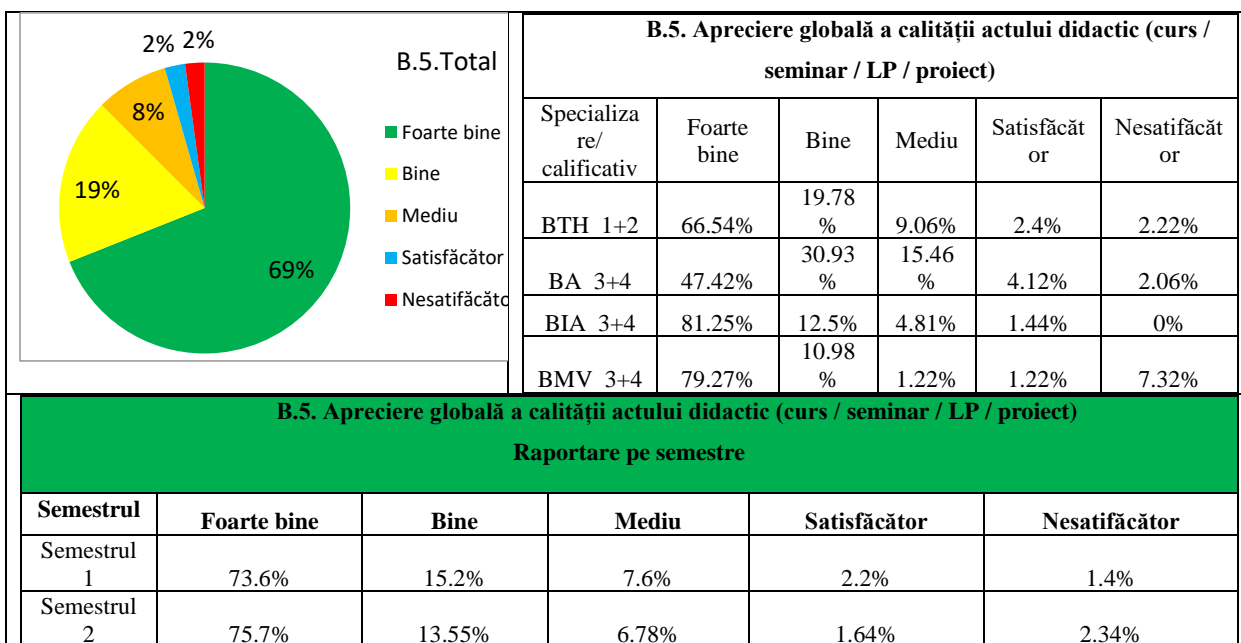 2% 2%
B.5.Total
8%
19%
69%
Foarte bine
Bine
Mediu
Satisfăcător
Nesatifăcăto
B.5. Apreciere globală a calității actului didactic (curs /
seminar / LP / proiect)
Specializa
re/
calificativ
Foarte
bine
Bine
Mediu
Satisfăcăt
or
Nesatifăcăt
or
BTH 1+2 66.54% 19.78
% 9.06% 2.4% 2.22%
BA 3+4 47.42% 30.93
% 15.46
% 4.12% 2.06%
BIA 3+4 81.25% 12.5% 4.81% 1.44% 0%
BMV 3+4 79.27% 10.98
% 1.22% 1.22% 7.32%
B.5. Apreciere globală a calității actului didactic (curs / seminar / LP / proiect)
Raportare pe semestre
Semestrul Foarte bine Bine Mediu Satisfăcător Nesatifăcător
Semestrul
1 73.6% 15.2% 7.6% 2.2% 1.4%
Semestrul
2 75.7% 13.55% 6.78% 1.64% 2.34%